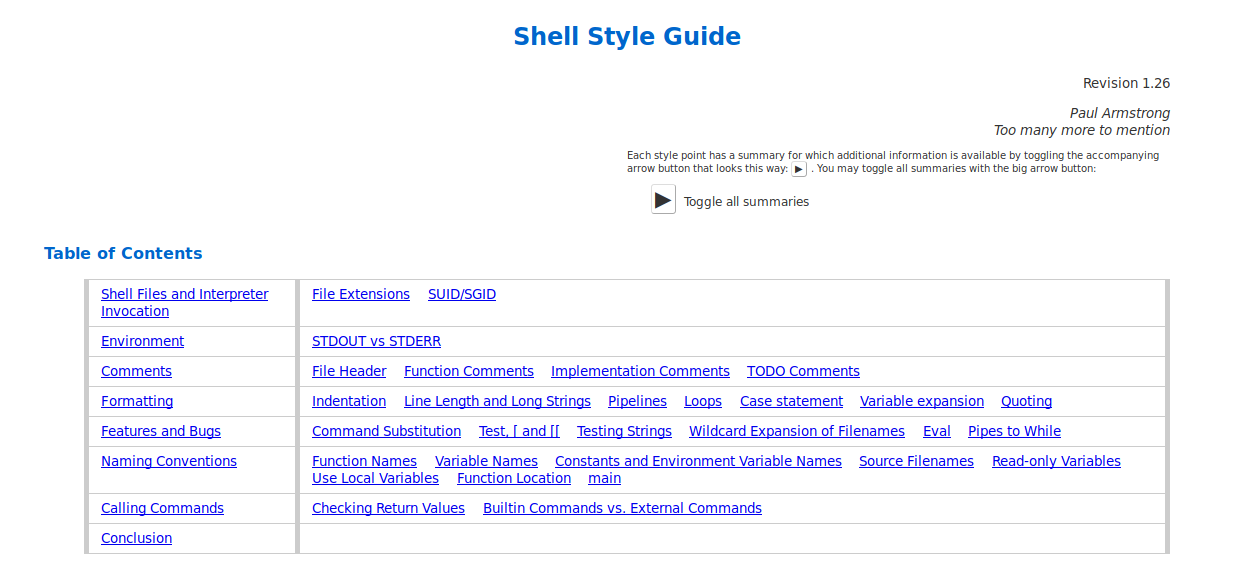 Shell Style Guide
Revision 1.26
Paul Armstrong
Too many more to mention
Each style point has a summary for which additional information is available by toggling the accompanying
arrow button that looks this way: ▶ . You may toggle all summaries with the big arrow button:
▶ Toggle all summaries
Table of Contents
Shell Files and Interpreter
Invocation
File Extensions SUID/SGID
Environment
STDOUT vs STDERR
Comments
File Header Function Comments Implementation Comments TODO Comments
Formatting
Indentation Line Length and Long Strings Pipelines Loops Case statement Variable expansion Quoting
Features and Bugs
Command Substitution Test, [ and [[ Testing Strings Wildcard Expansion of Filenames Eval Pipes to While
Naming Conventions
Function Names Variable Names Constants and Environment Variable Names Source Filenames Read-only Variables
Use Local Variables Function Location main
Calling Commands
Checking Return Values Builtin Commands vs. External Commands
Conclusion